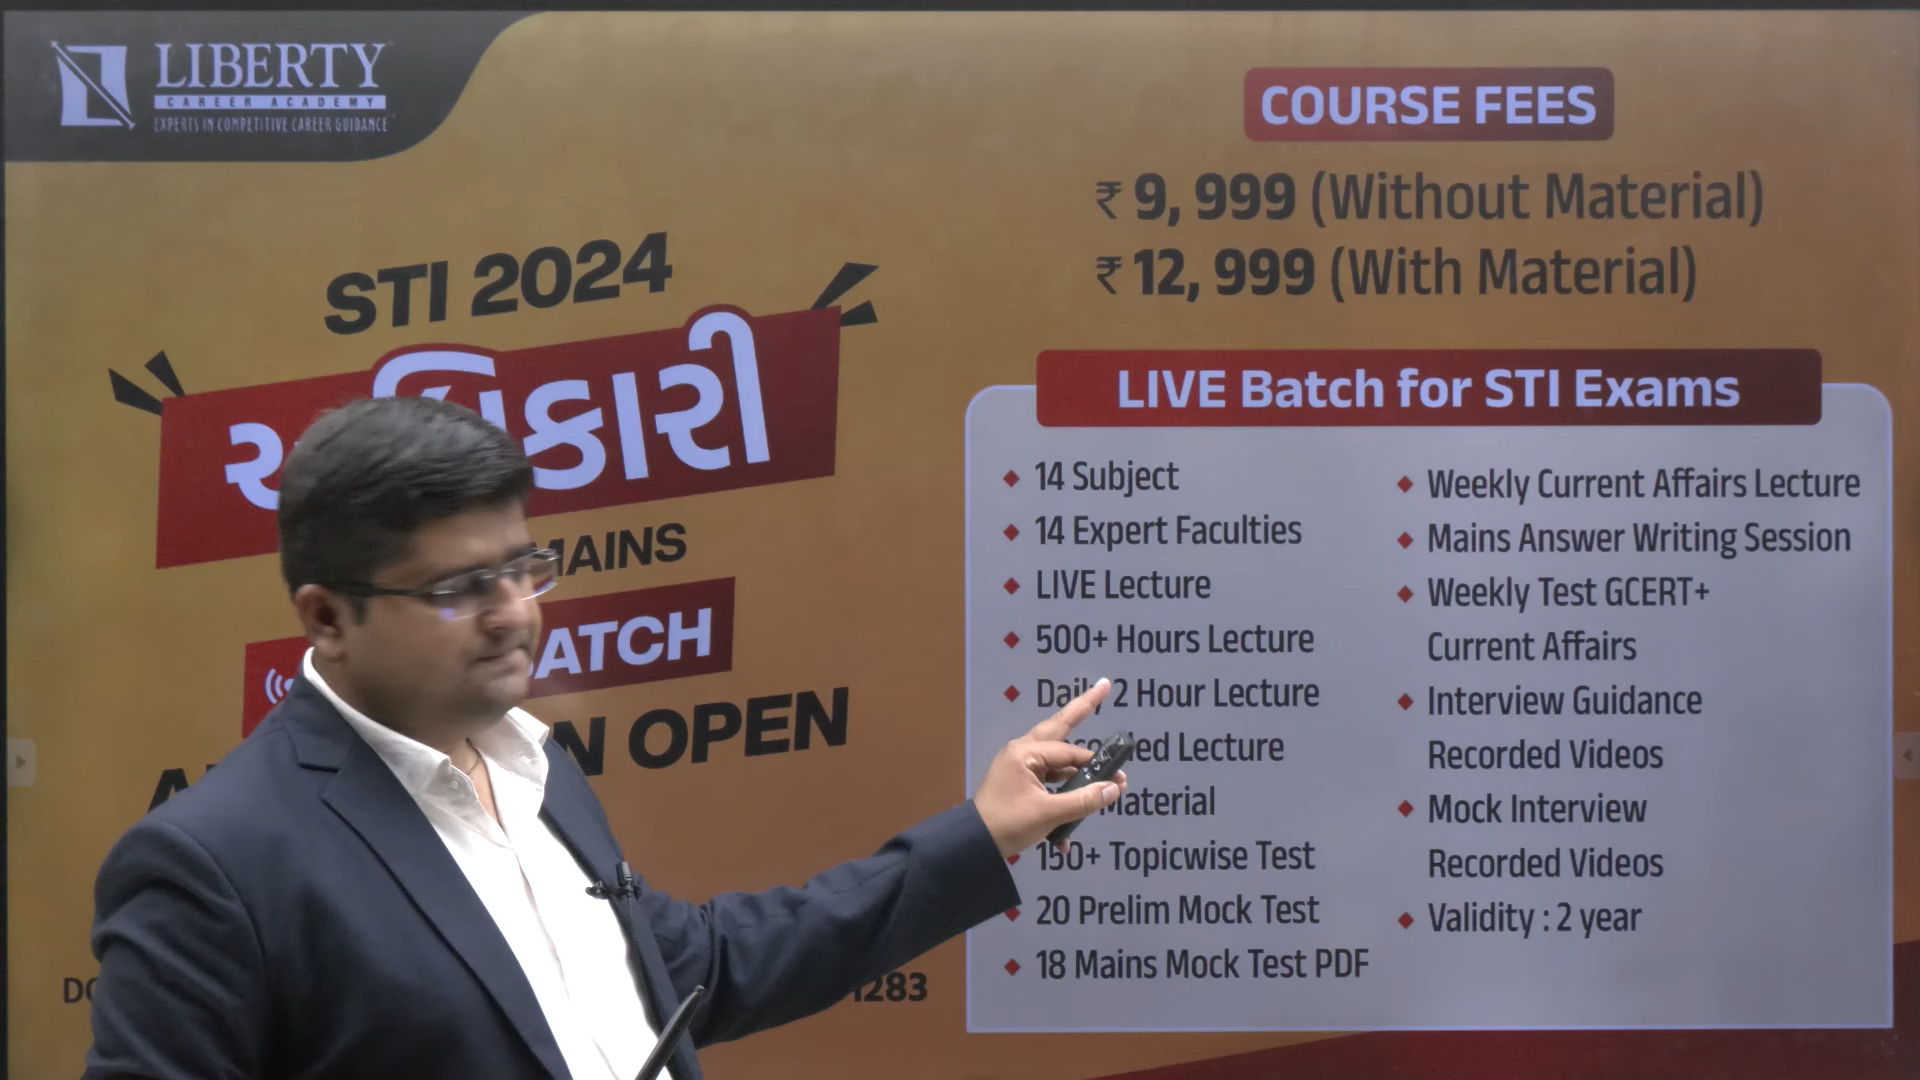 LIBERTY
CAREER ACADEMY
EXPERTS IN COMPETITIVE CAREER GUIDANCE
STI 2024
MAINS
OPEN
1283
COURSE FEES
₹ 9, 999 (Without Material)
₹ 12, 999 (With Material)
LIVE Batch for STI Exams
14 Subject
14 Expert Faculties
LIVE Lecture
500+ Hours Lecture
Daily 2 Hour Lecture
Lecture
Material
150+ Topicwise Test
20 Prelim Mock Test
18 Mains Mock Test PDF
Weekly Current Affairs Lecture
Mains Answer Writing Session
Weekly Test GCERT+
Current Affairs
Interview Guidance
Recorded Videos
Mock Interview
Recorded Videos
Validity : 2 year